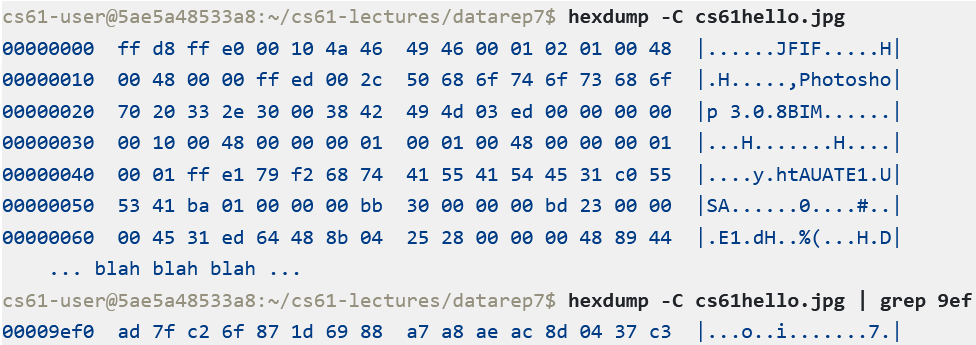 cs61-user@5ae5a48533a8:~/cs61-lectures/datarep7$ hexdump -C cs61hello.jpg
00000000  ff d8 ff e0 00 10 4a 46  49 46 00 01 02 01 00 48  |......JFIF.....H|
00000010  00 48 00 00 ff ed 00 2c  50 68 6f 74 6f 73 68 6f  |.H.....,Photosho|
00000020  70 20 33 2e 30 00 38 42  49 4d 03 ed 00 00 00 00  |p 3.0.8BIM......|
00000030  00 10 00 48 00 00 00 01  00 01 00 48 00 00 00 01  |...H.......H....|
00000040  00 01 ff e1 79 f2 68 74  41 55 41 54 45 31 c0 55  |....y.htAUATE1.U|
00000050  53 41 ba 01 00 00 00 bb  30 00 00 00 bd 23 00 00  |SA......0....#..|
00000060  00 45 31 ed 64 48 8b 04  25 28 00 00 00 48 89 44  |.E1.dH..%(...H.D|
    ... blah blah blah ...
cs61-user@5ae5a48533a8:~/cs61-lectures/datarep7$ hexdump -C cs61hello.jpg | grep 9ef
00009ef0  ad 7f c2 6f 87 1d 69 88  a7 a8 ae ac 8d 04 37 c3  |...o..i.......7.|